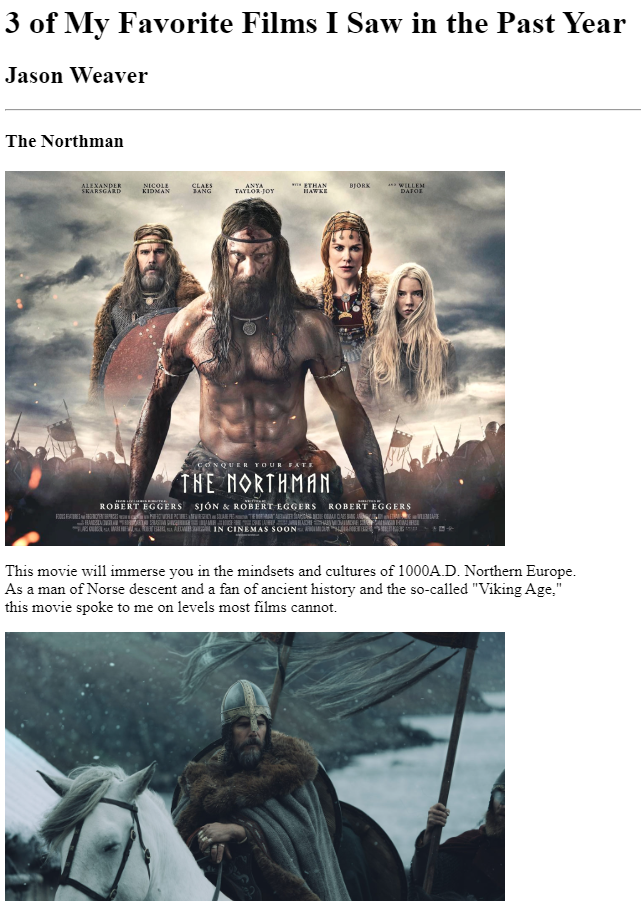 3 of My Favorite Films I Saw in the Past Year
Jason Weaver
The Northman
ALEXANDER SKARSGÅRD NICOLE KIDMAN CLAES BANG ANYA TAYLOR-JOY WITH ETHAN HAWKE BJÖRK AND WILLEM DAFOE
CONQUER YOUR FATE
THE NORTHMAN
ROBERT EGGERS SJÓN & ROBERT EGGERS ROBERT EGGERS
IN CINEMAS SOON
This movie will immerse you in the mindsets and cultures of 1000A.D. Northern Europe.
As a man of Norse descent and a fan of ancient history and the so-called "Viking Age,"
this movie spoke to me on levels most films cannot.